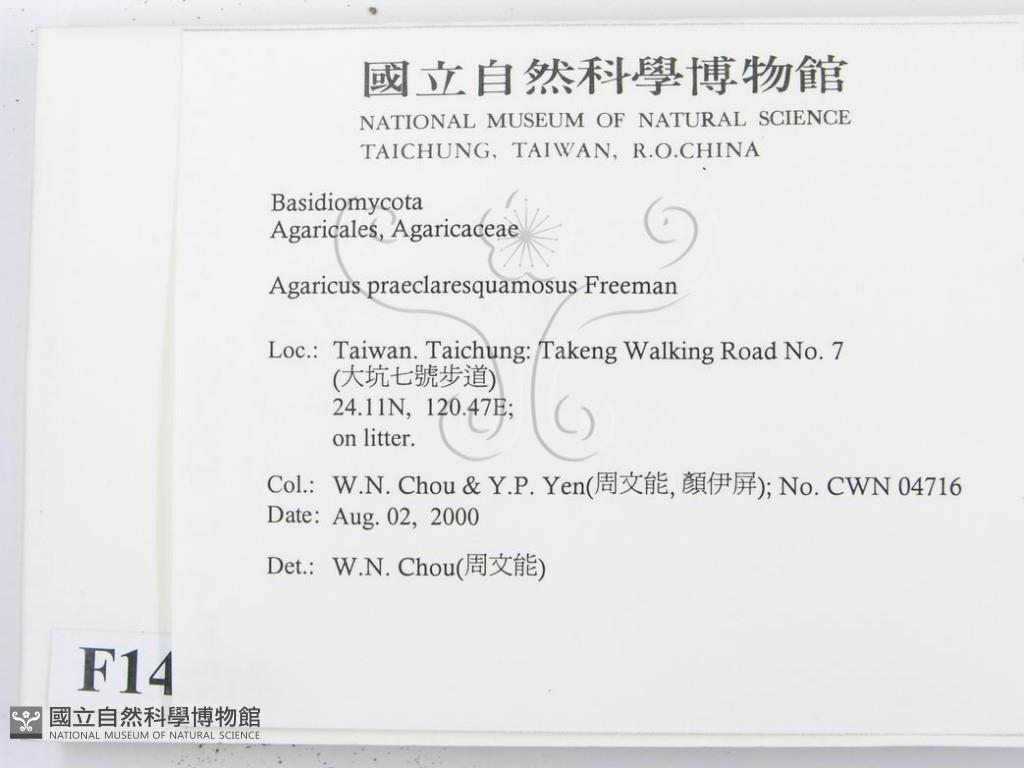 國立自然科學博物館
NATIONAL MUSEUM OF NATURAL SCIENCE
TAICHUNG, TAIWAN, R.O.CHINA
Basidiomycota
Agaricales, Agaricaceae
Agaricus praeclaresquamosus Freeman
Loc.: Taiwan. Taichung: Takeng Walking Road No. 7
(大坑七號步道)
24.11N, 120.47E;
on litter.
Col.: W.N. Chou & Y.P. Yen(周文能, 顏伊屏); No. CWN 04716
Date: Aug. 02, 2000
Det.: W.N. Chou(周文能)
F14
國立自然科學博物館
NATIONAL MUSEUM OF NATURAL SCIENCE